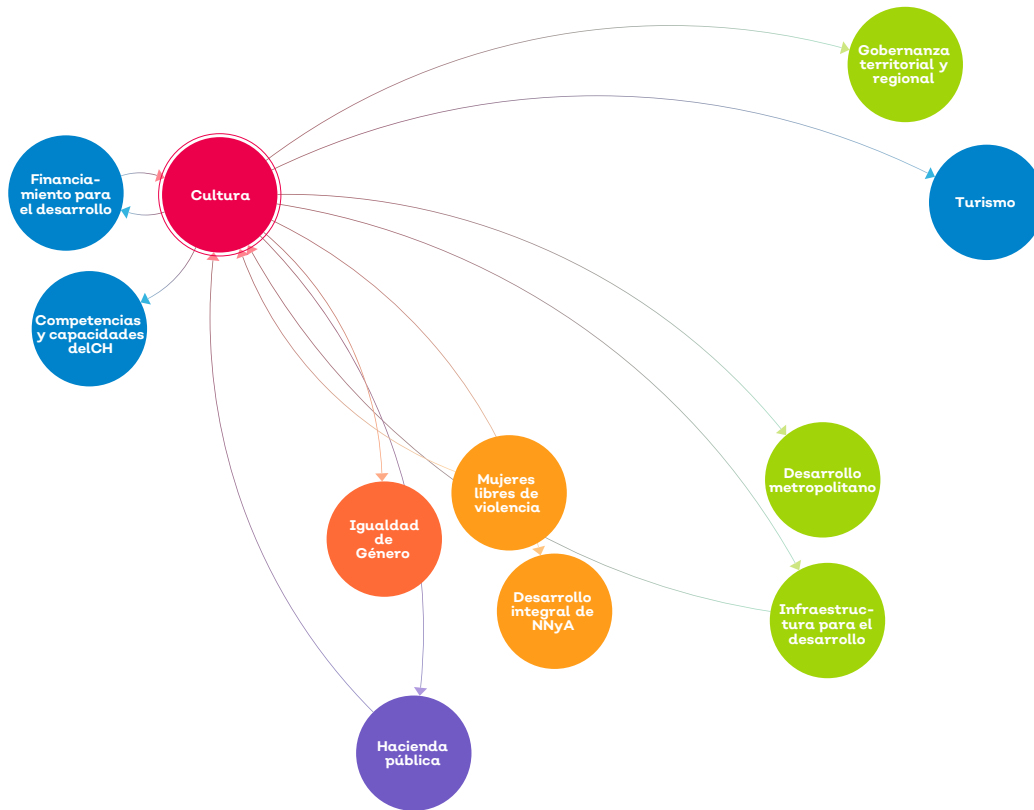 Gobernanza
territorial y
regional
Financia-
miento para
el desarrollo
Cultura
Turismo
Competencias
y capacidades
delCH
Mujeres
libres de
violencia
Desarrollo
metropolitano
Igualdad
de
Género
Desarrollo
integral de
NNyA
Infraestruc-
tura para el
desarrollo
Hacienda
pública